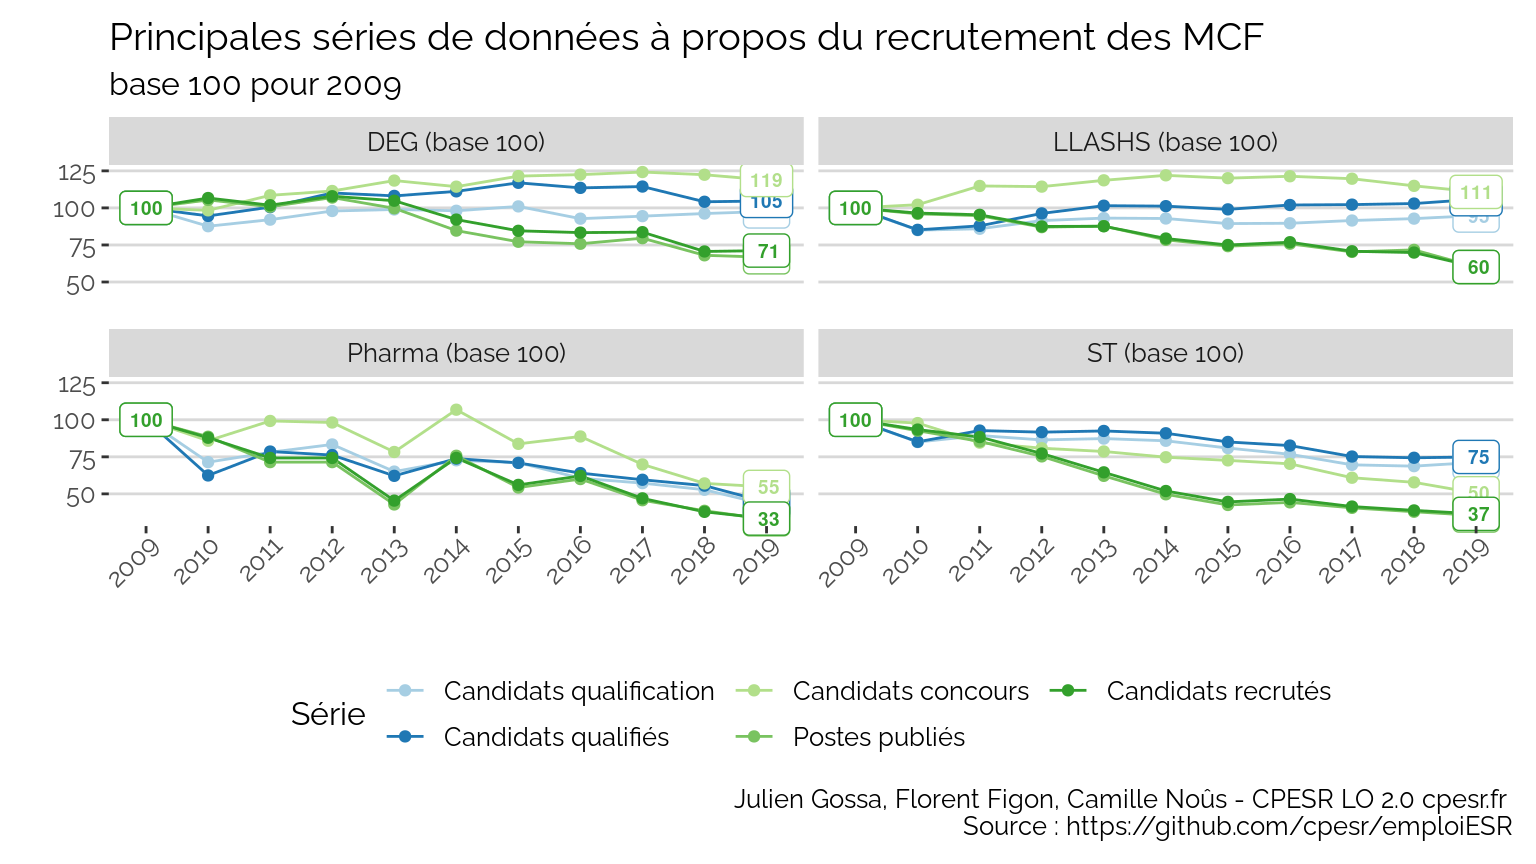 Principales séries de données à propos du recrutement des MCF
base 100 pour 2009
DEG (base 100)
LLASHS (base 100)
125
100
75
50
100
119
105
71
100
111
60
Pharma (base 100)
ST (base 100)
125
100
75
50
100
55
33
100
75
50
37
2009 2010 2011 2012 2013 2014 2015 2016 2017 2018 2019
2009 2010 2011 2012 2013 2014 2015 2016 2017 2018 2019
Série
Candidats qualification
Candidats concours
Candidats recrutés
Candidats qualifiés
Postes publiés
Julien Gossa, Florent Figon, Camille Noûs - CPESR LO 2.0 cpesr.fr
Source : https://github.com/cpesr/emploiESR